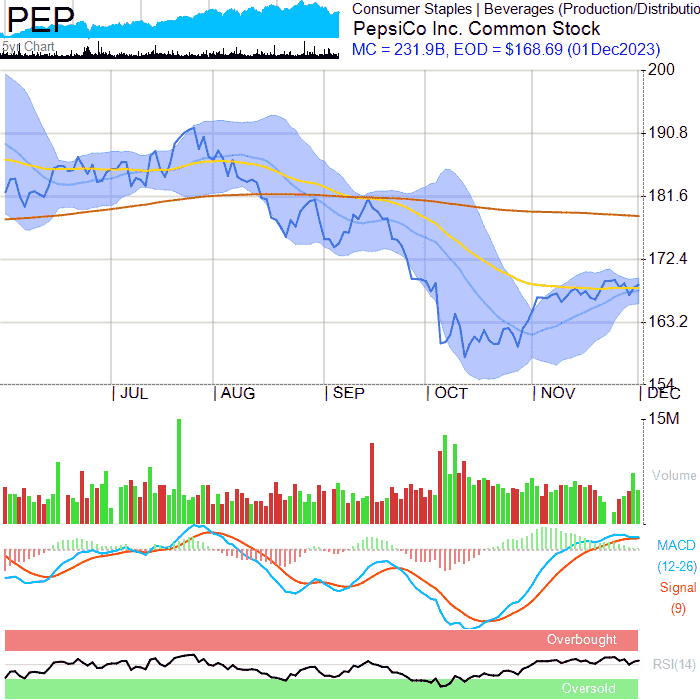 PEP
5yr Chart
Consumer Staples | Beverages (Production/Distributio
PepsiCo Inc. Common Stock
MC = 231.9B, EOD = $168.69 (01Dec2023)
200
190.8
181.6
172.4
163.2
154
JUL AUG SEP OCT NOV DEC
15M
Volume
MACD
(12-26)
Signal
(9)
Overbought
RSI(14)
Oversold